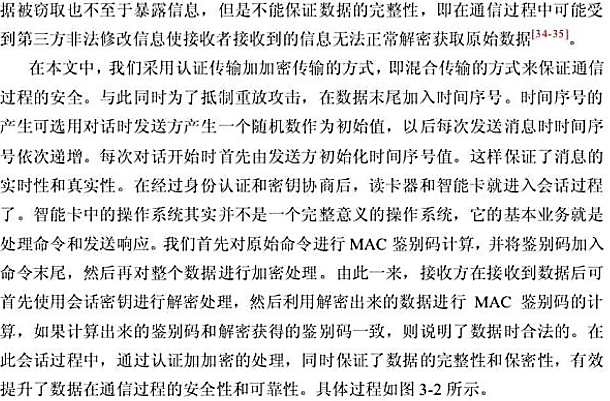 据被窃取也不至于暴露信息，但是不能保证数据的完整性，即在通信过程中可能受
到第三方非法修改信息使接收者接收到的信息无法正常解密获取原始数据[34-35]。
在本文中，我们采用认证传输加加密传输的方式，即混合传输的方式来保证通信
过程的安全。与此同时为了抵制重放攻击，在数据末尾加入时间序号。时间序号的
产生可选用对话时发送方产生一个随机数作为初始值，以后每次发送消息时时间序
号依次递增。每次对话开始时首先由发送方初始化时间序号值。这样保证了消息的
实时性和真实性。在经过身份认证和密钥协商后，读卡器和智能卡就进入会话过程
了。智能卡中的操作系统其实并不是一个完整意义的操作系统，它的基本业务就是
处理命令和发送响应。我们首先对原始命令进行 MAC 鉴别码计算，并将鉴别码加入
命令末尾，然后再对整个数据进行加密处理。由此一来，接收方在接收到数据后可
首先使用会话密钥进行解密处理，然后利用解密出来的数据进行 MAC 鉴别码的计
算，如果计算出来的鉴别码和解密获得的鉴别码一致，则说明了数据时合法的。在
此会话过程中，通过认证加加密的处理，同时保证了数据的完整性和保密性，有效
提升了数据在通信过程的安全性和可靠性。具体过程如图 3-2 所示。